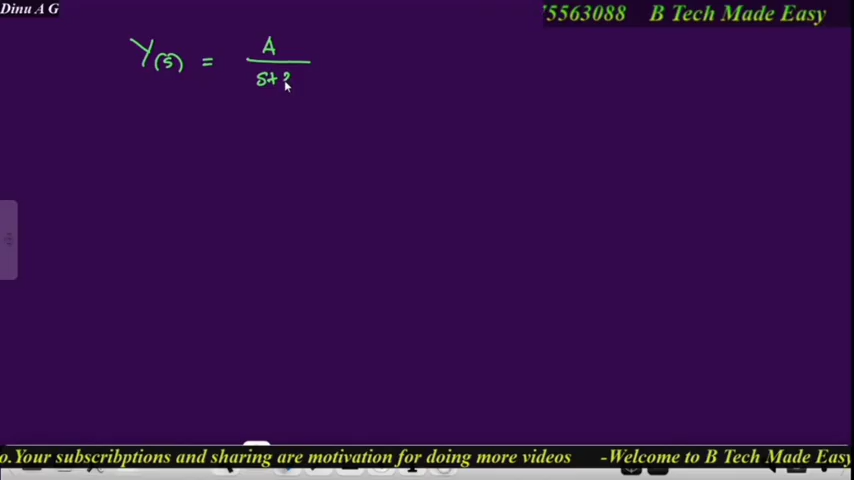 Dinu A G
75563088 B Tech Made Easy
Y(s) = A
s+
o.Your subscribptions and sharing are motivation for doing more videos -Welcome to B Tech Made Easy